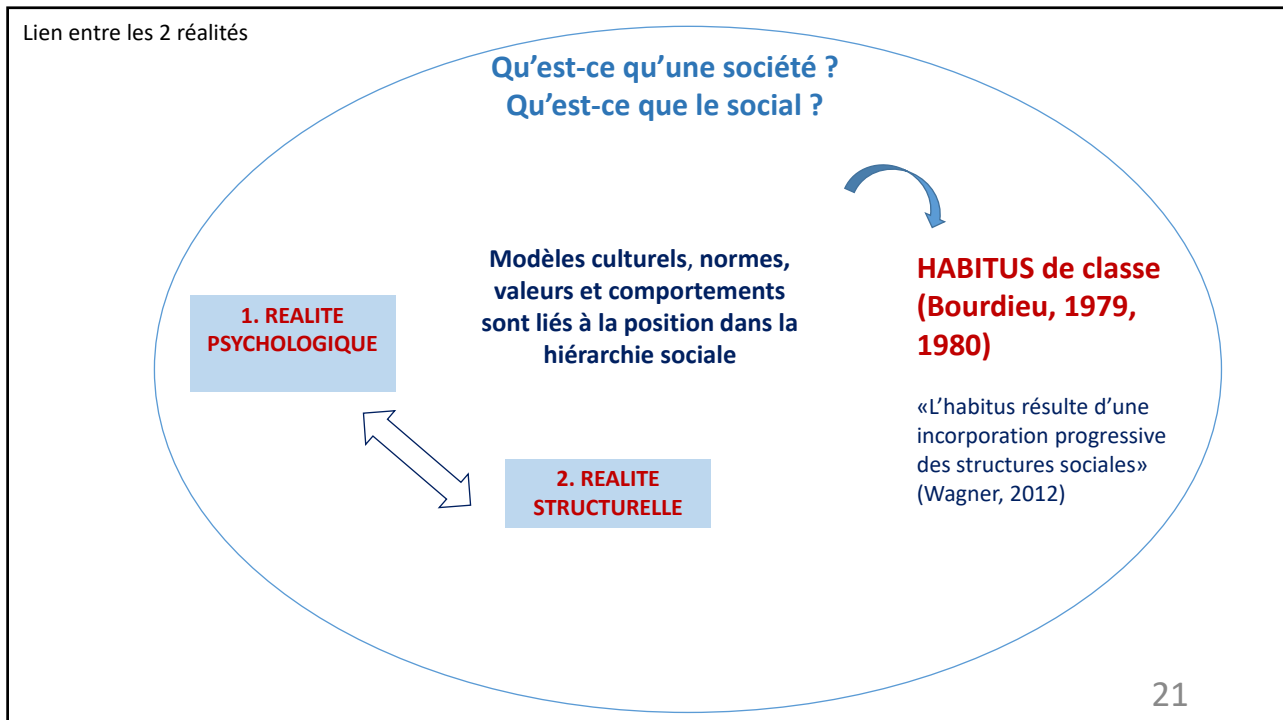 Lien entre les 2 réalités
Qu’est-ce qu’une société ?
Qu’est-ce que le social ?
Modèles culturels, normes,
valeurs et comportements
sont liés à la position dans la
hiérarchie sociale
1. REALITE
PSYCHOLOGIQUE
2. REALITE
STRUCTURELLE
HABITUS de classe
(Bourdieu, 1979,
1980)
«L’habitus résulte d’une
incorporation progressive
des structures sociales»
(Wagner, 2012)
21